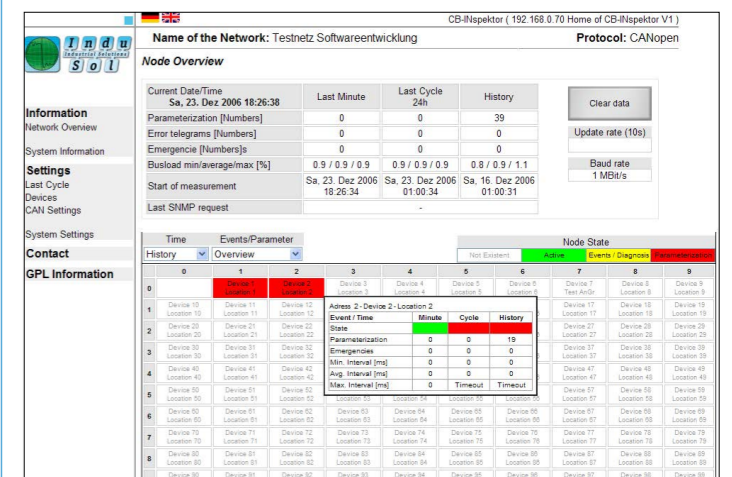 CB-INspektor ( 192.168.0.70 Home of CB-INspektor V1 )
Indu
Industrial Solutions
Sol
Name of the Network: Testnetz Softwareentwicklung Protocol: CANopen
Node Overview
Information
Network Overview
System Information
Settings
Last Cycle
Devices
CAN Settings
System Settings
Contact
GPL Information
Current Date/Time
Sa, 23. Dez 2006 18:26:38
Last Minute Last Cycle 24h History
Parameterization [Numbers] 0 0 39
Error telegrams [Numbers] 0 0 0
Emergencie [Numbers]s 0 0 0
Busload min/average/max [%] 0.9 / 0.9 / 0.9 0.9 / 0.9 / 0.9 0.8 / 0.9 / 1.1
Start of measurement Sa, 23. Dez 2006 18:26:34 Sa, 23. Dez 2006 01:00:34 Sa, 16. Dez 2006 01:00:31
Last SNMP request -
Clear data
Update rate (10s)
Baud rate
1 MBit/s
Time Events/Parameter
History Overview
Node State
Not Existent Active Events / Diagnosis Parameterization
0 1 2 3 4 5 6 7 8 9
0 Device 1 Device 2 Device 3 Device 4 Device 5 Device 6 Device 7 Device 8 Device 9
Location 1 Location 2 Location 3 Location 4 Location 5 Location 6 Test AnGr Location 8 Location 9
1 Device 10 Device 11 Device 12 Device 17 Device 18 Device 19
Location 10 Location 11 Location 12 Location 17 Location 18 Location 19
2 Device 20 Device 21 Device 22 Device 27 Device 28 Device 29
Location 20 Location 21 Location 22 Location 27 Location 28 Location 29
3 Device 30 Device 31 Device 32 Device 37 Device 38 Device 39
Location 30 Location 31 Location 32 Location 37 Location 38 Location 39
4 Device 40 Device 41 Device 42 Device 47 Device 48 Device 49
Location 40 Location 41 Location 42 Location 47 Location 48 Location 49
Adress 2 - Device 2 - Location 2
Event / Time Minute Cycle History
State
Parameterization 0 0 19
Emergencies 0 0 0
Min. Interval [ms] 0 0 0
Avg. Interval [ms] 0 0 0
Max. Interval [ms] 0 Timeout Timeout
5 Device 50 Device 51 Device 52 Device 57 Device 58 Device 59
Location 50 Location 51 Location 52 Location 53 Location 54 Location 55 Location 56 Location 57 Location 58 Location 59
6 Device 60 Device 61 Device 62 Device 63 Device 64 Device 65 Device 66 Device 67 Device 68 Device 69
Location 60 Location 61 Location 62 Location 63 Location 64 Location 65 Location 66 Location 67 Location 68 Location 69
7 Device 70 Device 71 Device 72 Device 73 Device 74 Device 75 Device 76 Device 77 Device 78 Device 79
Location 70 Location 71 Location 72 Location 73 Location 74 Location 75 Location 76 Location 77 Location 78 Location 79
8 Device 80 Device 81 Device 82 Device 83 Device 84 Device 85 Device 86 Device 87 Device 88 Device 89
Location 80 Location 81 Location 82 Location 83 Location 84 Location 85 Location 86 Location 87 Location 88 Location 89
Device 90 Device 91 Device 92 Device 93 Device 94 Device 95 Device 96 Device 97 Device 98 Device 99